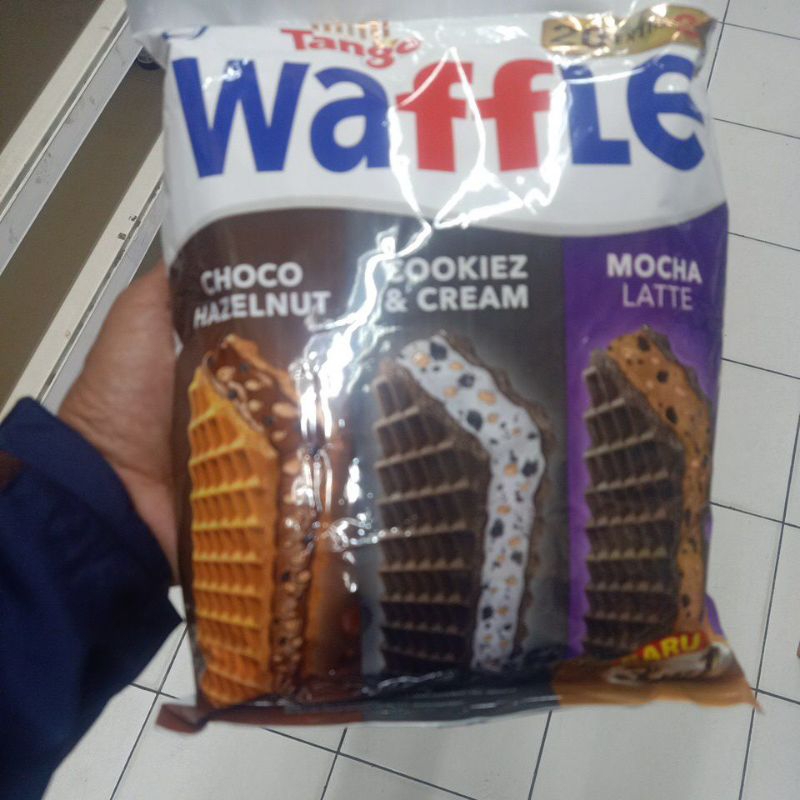 Tango
waffle
CHOCO
HAZELNUT
COOKIEZ
& CREAM
MOCHA
LATTE